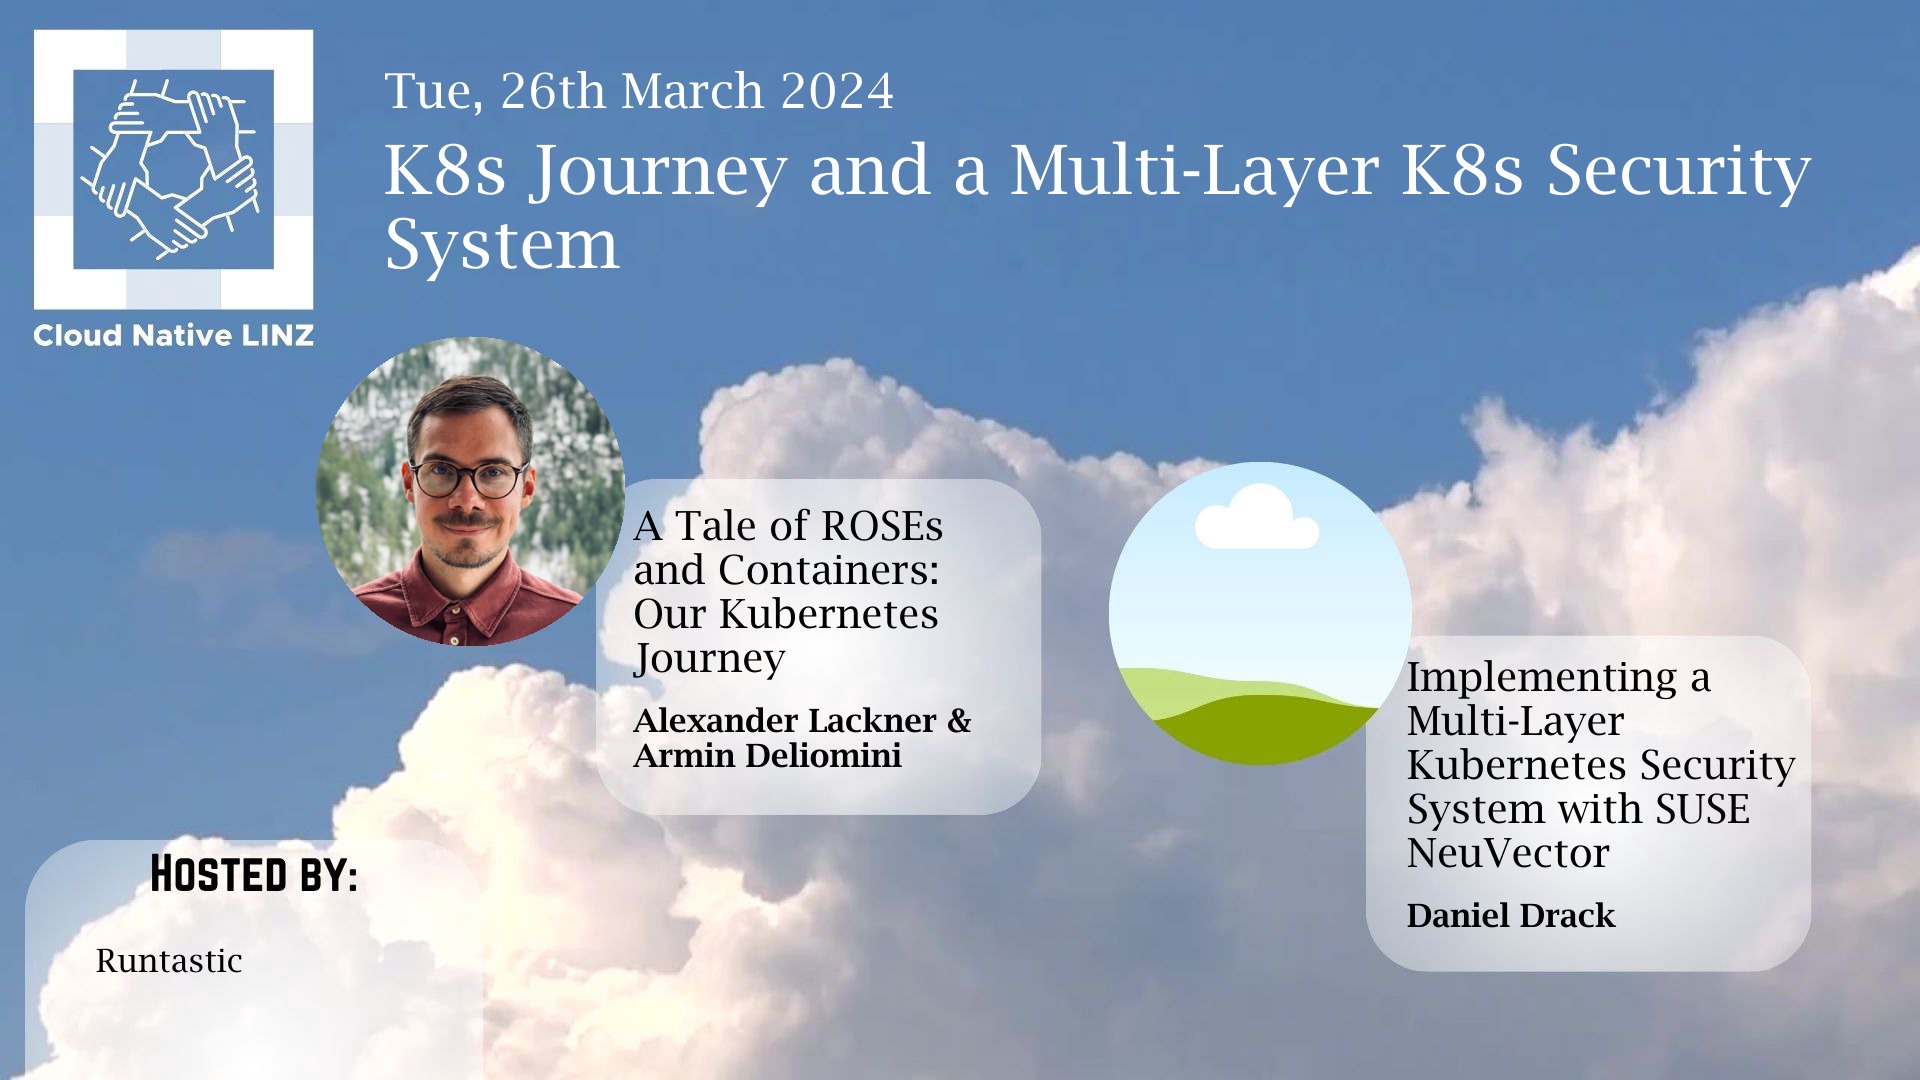 Cloud Native LINZ
Tue, 26th March 2024
K8s Journey and a Multi-Layer K8s Security
System
A Tale of ROSEs
and Containers:
Our Kubernetes
Journey
Alexander Lackner &
Armin Deliomini
Implementing a
Multi-Layer
Kubernetes Security
System with SUSE
NeuVector
Daniel Drack
HOSTED BY:
Runtastic